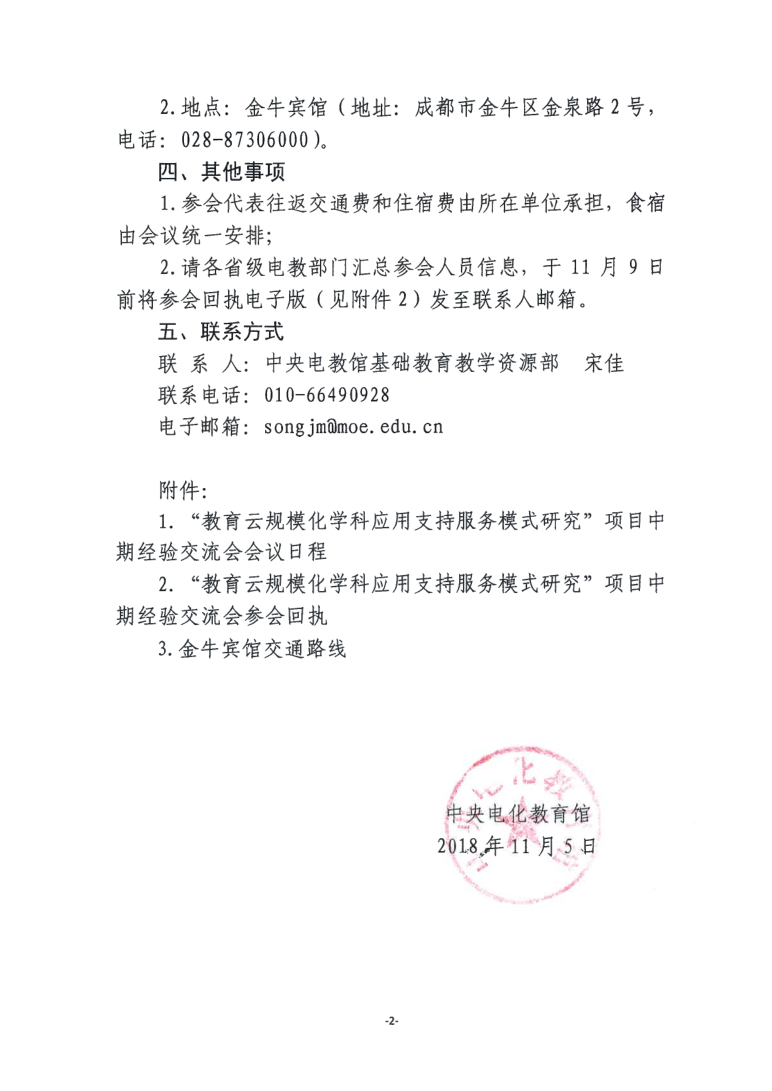 2.地点：金牛宾馆（地址：成都市金牛区金泉路2号，
电话：028-87306000）。
四、其他事项
1.参会代表往返交通费和住宿费由所在单位承担，食宿
由会议统一安排；
2.请各省级电教部门汇总参会人员信息，于 11 月 9 日
前将参会回执电子版（见附件2）发至联系人邮箱。
五、联系方式
联 系 人：中央电教馆基础教育教学资源部 宋佳
联系电话：010-66490928
电子邮箱：songjm@moe.edu.cn
附件：
1.“教育云规模化学科应用支持服务模式研究”项目中
期经验交流会会议日程
2.“教育云规模化学科应用支持服务模式研究”项目中
期经验交流会参会回执
3.金牛宾馆交通路线
中央电化教育馆
2018年11月5日
-2-